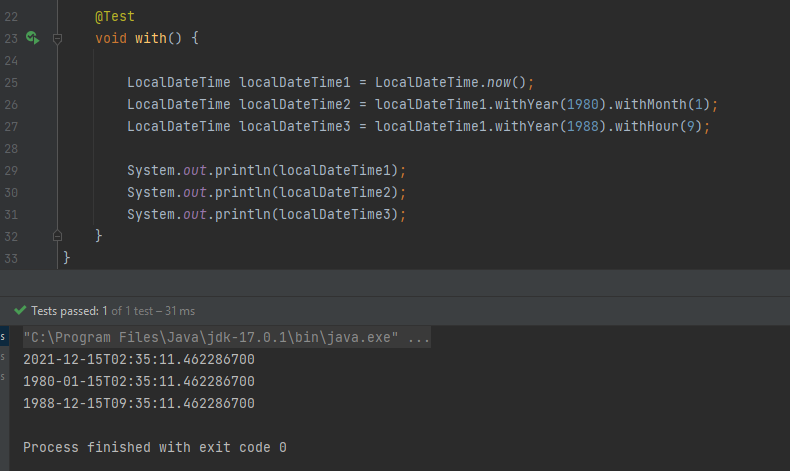 22 @Test
23 void with() {
24
25 LocalDateTime localDateTime1 = LocalDateTime.now();
26 LocalDateTime localDateTime2 = localDateTime1.withYear(1980).withMonth(1);
27 LocalDateTime localDateTime3 = localDateTime1.withYear(1988).withHour(9);
28
29 System.out.println(localDateTime1);
30 System.out.println(localDateTime2);
31 System.out.println(localDateTime3);
32 }
33 }
Tests passed: 1 of 1 test – 31 ms
s "C:\Program Files\Java\jdk-17.0.1\bin\java.exe" ...
s 2021-12-15T02:35:11.462286700
s 1980-01-15T02:35:11.462286700
1988-12-15T09:35:11.462286700
Process finished with exit code 0